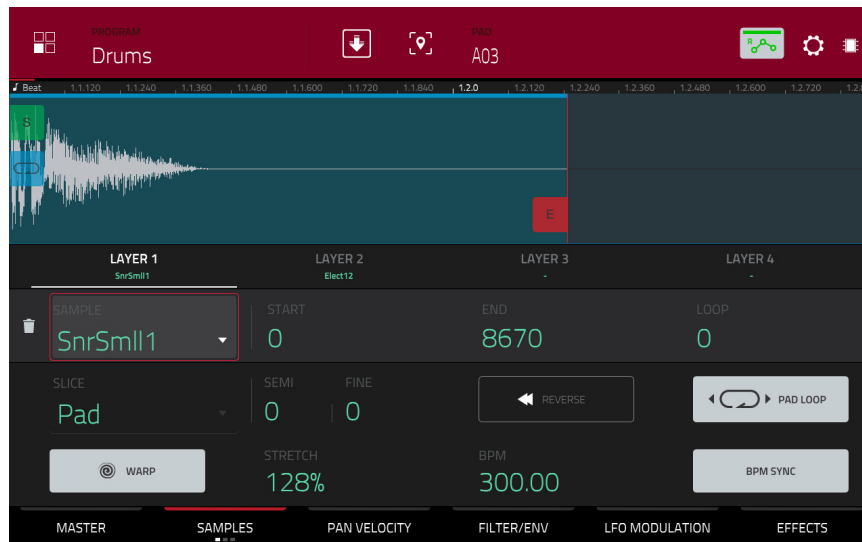 PROGRAM
Drums
PAD
A03
R
Beat 1.1.120 1.1.240 1.1.360 1.1.480 1.1.600 1.1.720 1.1.840 1.2.0 1.2.120 1.2.240 1.2.360 1.2.480 1.2.600 1.2.720
S
E
LAYER 1 LAYER 2 LAYER 3 LAYER 4
SnrSmll1 Elect12 - -
SAMPLE START END LOOP
SnrSmll1 0 8670 0
SLICE SEMI FINE
Pad 0 0 REVERSE PAD LOOP
STRETCH BPM
WARP 128% 300.00 BPM SYNC
MASTER SAMPLES PAN VELOCITY FILTER/ENV LFO MODULATION EFFECTS